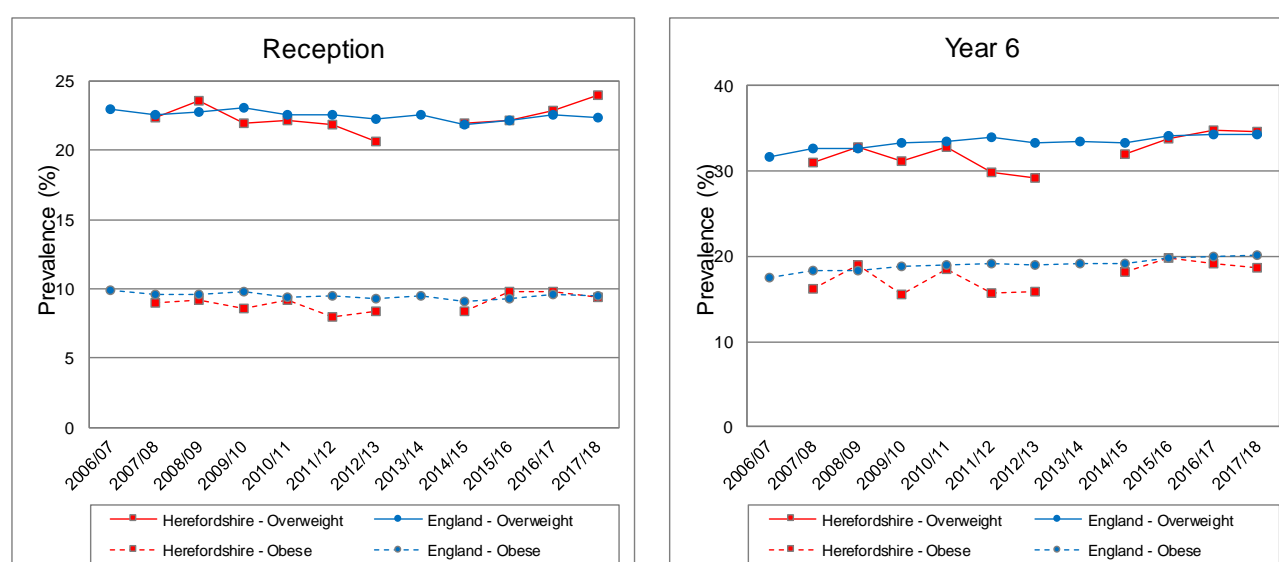 Reception
Prevalence (%)
25
20
15
10
5
0
2006/07
2007/08
2008/09
2009/10
2010/11
2011/12
2012/13
2013/14
2014/15
2015/16
2016/17
2017/18
Herefordshire - Overweight
England - Overweight
Herefordshire - Obese
England - Obese
Year 6
Prevalence (%)
40
30
20
10
0
2006/07
2007/08
2008/09
2009/10
2010/11
2011/12
2012/13
2013/14
2014/15
2015/16
2016/17
2017/18
Herefordshire - Overweight
England - Overweight
Herefordshire - Obese
England - Obese